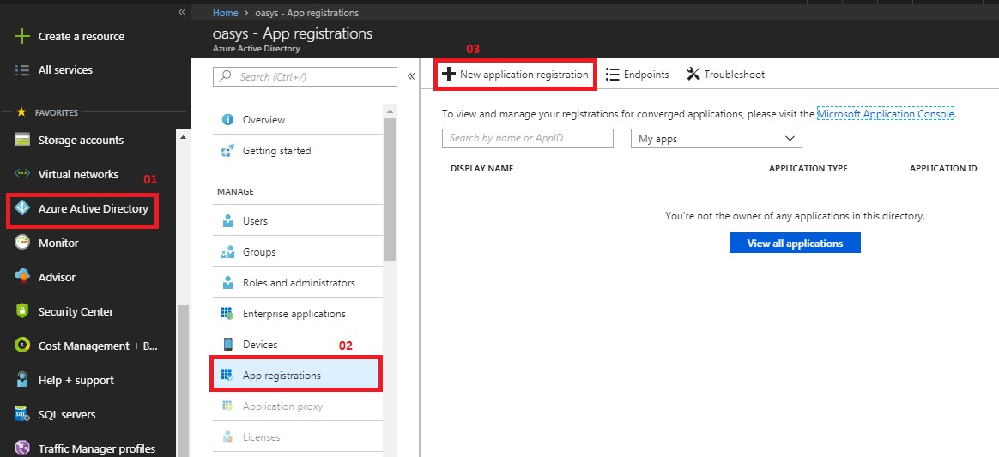 «
Create a resource
All services
FAVORITES
Storage accounts
Virtual networks
01
Azure Active Directory
Monitor
Advisor
Security Center
Cost Management + B...
Help + support
SQL servers
SQL
Traffic Manager profiles
Home > oasys - App registrations
oasys - App registrations
Azure Active Directory
Search (Ctrl+/)
«
Overview
Getting started
MANAGE
Users
Groups
Roles and administrators
Enterprise applications
Devices
02
App registrations
Application proxy
Licenses
03
New application registration
Endpoints
Troubleshoot
To view and manage your registrations for converged applications, please visit the Microsoft Application Console.
Search by name or AppID
My apps
DISPLAY NAME APPLICATION TYPE APPLICATION ID
You're not the owner of any applications in this directory.
View all applications